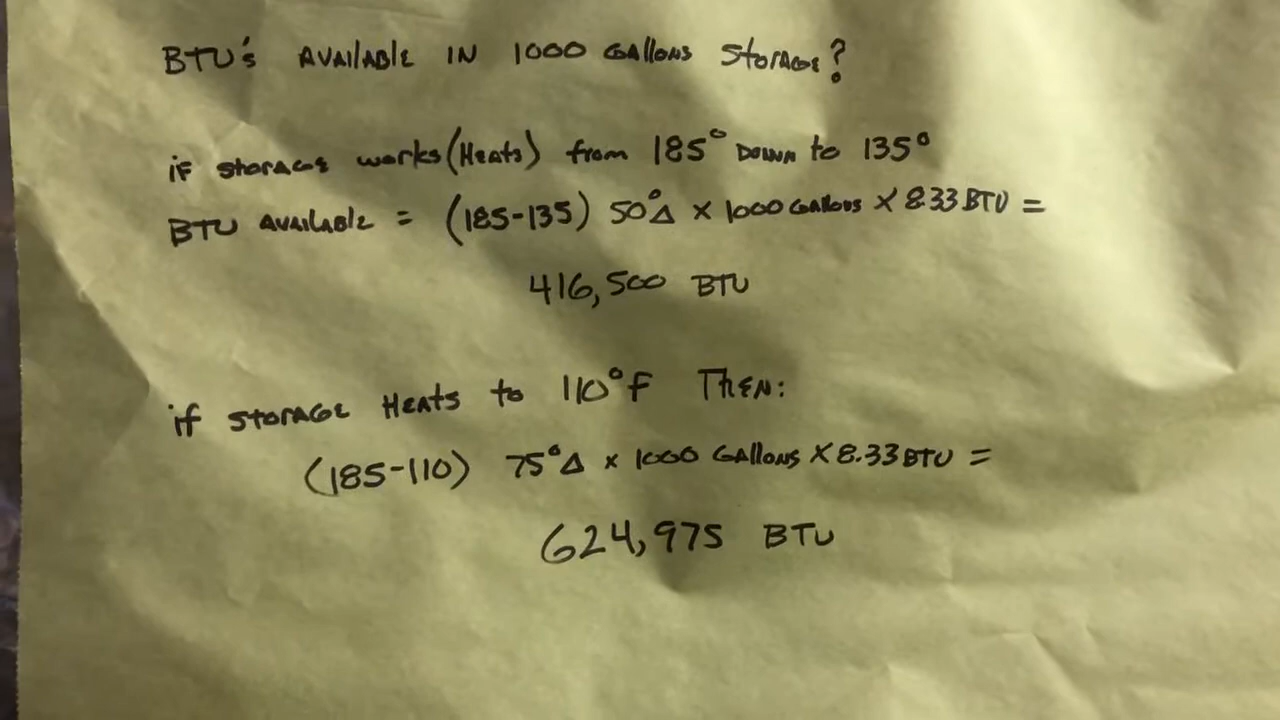 BTU's AVAILABLE IN 1000 GALLONS STORAGE?
if STORAGE works (Heats) from 185° DOWN to 135°
BTU AVAILABLE = (185-135) 50°Δ x 1000 GALLONS x 8.33 BTU =
416,500 BTU
if STORAGE HEATS to 110°F THEN:
(185-110) 75°Δ x 1000 GALLONS x 8.33 BTU =
624,975 BTU